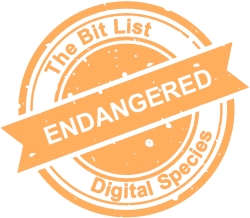 The Bit List
ENDANGERED
Digital Species